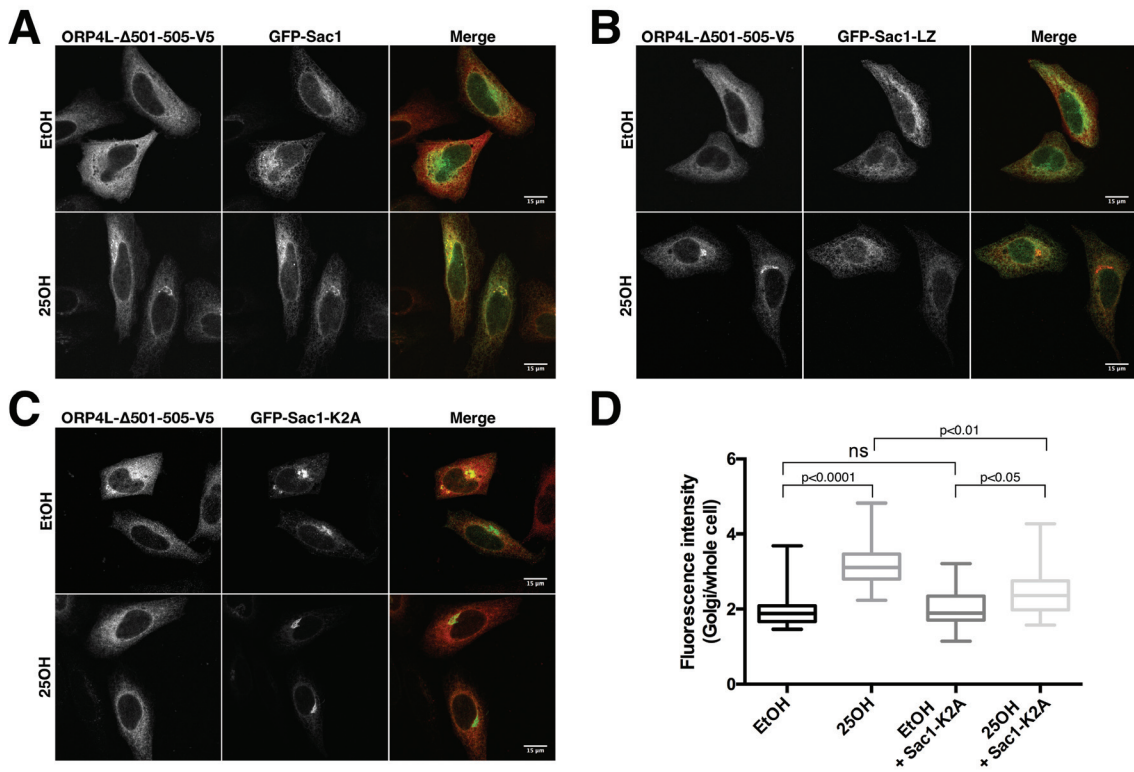 A
ORP4L-Δ501-505-V5 GFP-Sac1 Merge
EtOH
15 µm
25OH
15 µm
B
ORP4L-Δ501-505-V5 GFP-Sac1-LZ Merge
EtOH
15 µm
25OH
15 µm
C
ORP4L-Δ501-505-V5 GFP-Sac1-K2A Merge
EtOH
15 µm
25OH
15 µm
D
p<0.01
ns
p<0.0001 p<0.05
Fluorescence intensity
(Golgi/whole cell)
6
4
2
0
EtOH
25OH
EtOH
+ Sac1-K2A
25OH
+ Sac1-K2A